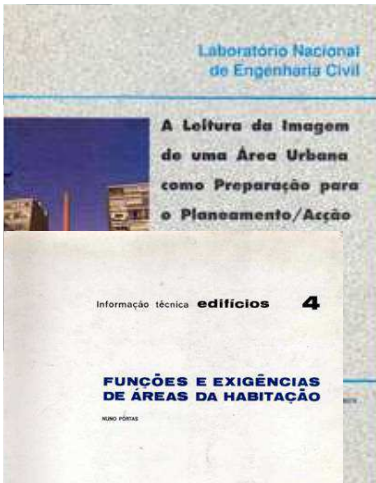 Laboratório Nacional
de Engenharia Civil
A Leitura da Imagem
de uma Área Urbana
como Preparação para
o Planeamento/Acção
Informação técnica edifícios 4
FUNÇÕES E EXIGÊNCIAS
DE ÁREAS DA HABITAÇÃO
NUNO PORTAS